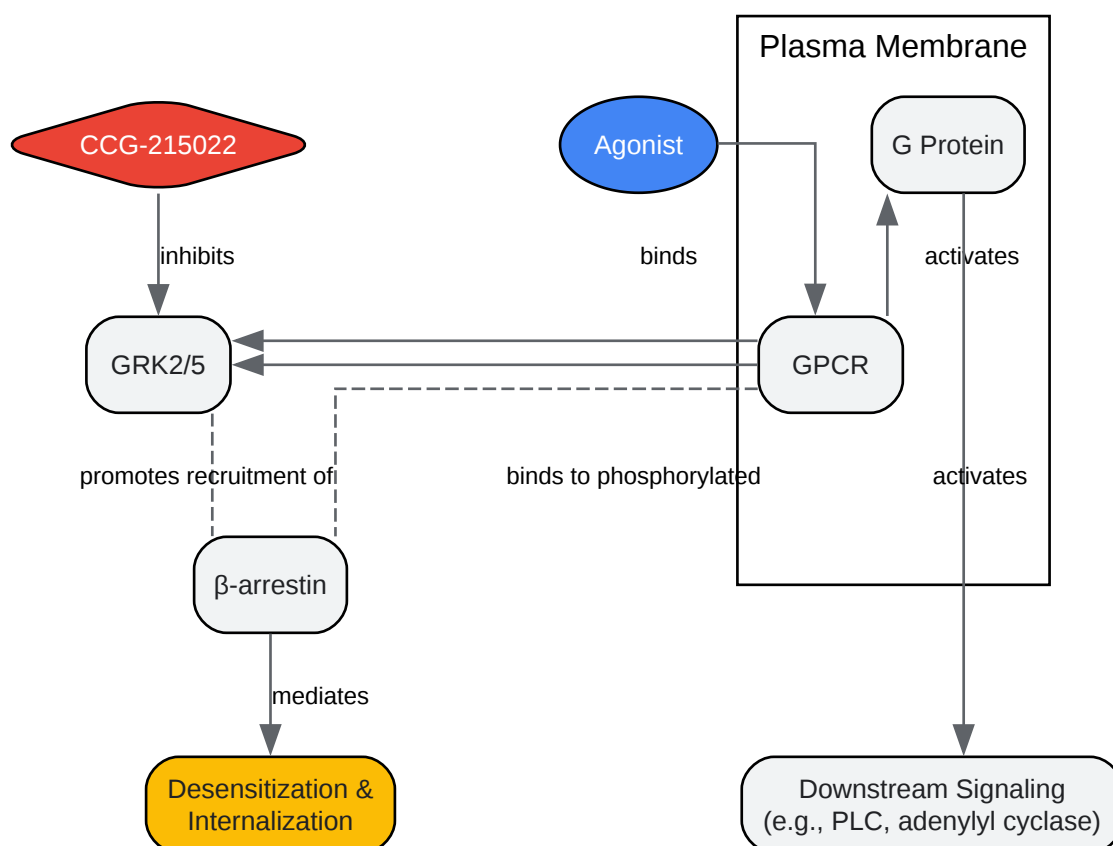 Plasma Membrane
CCG-215022
Agonist
G Protein
inhibits
binds
activates
GRK2/5
GPCR
promotes recruitment of
binds to phosphorylated
activates
β-arrestin
mediates
Desensitization &
Internalization
Downstream Signaling
(e.g., PLC, adenylyl cyclase)